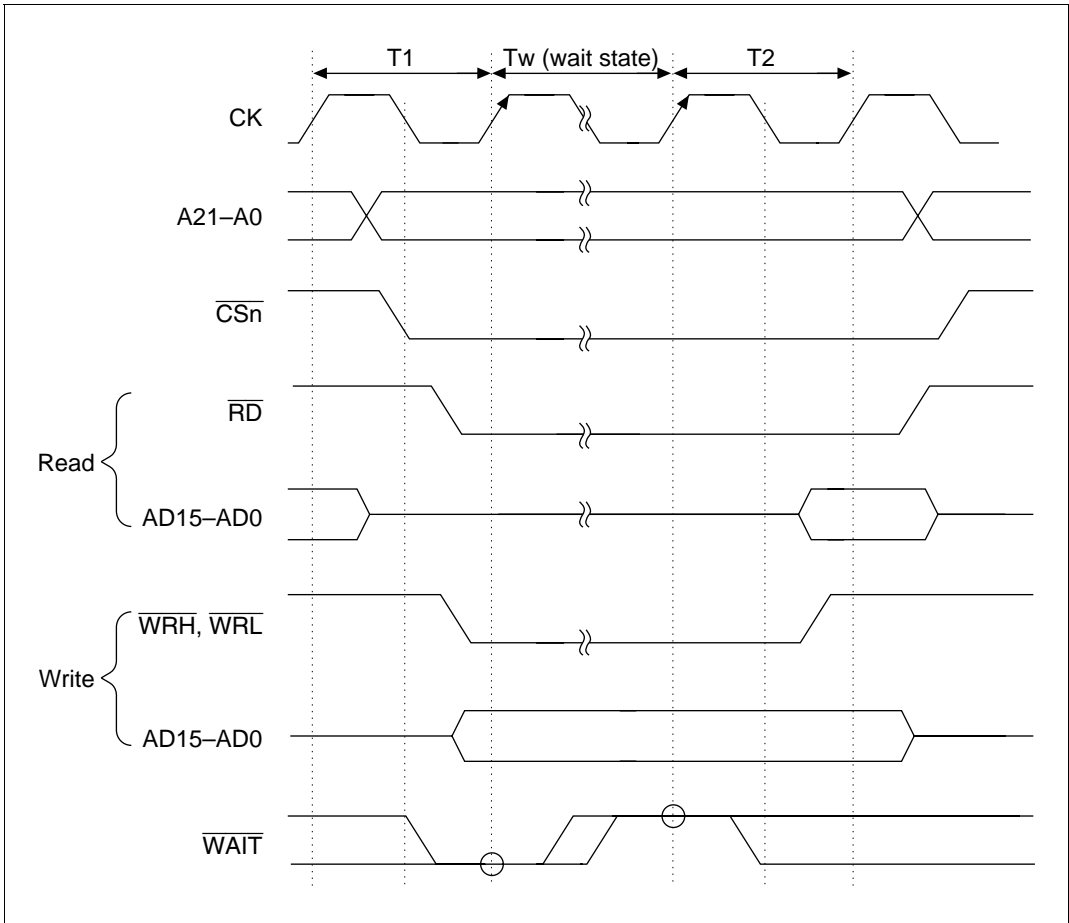 T1 Tw (wait state) T2
CK
A21–A0
CSn
RD
Read
AD15–AD0
WRH, WRL
Write
AD15–AD0
WAIT